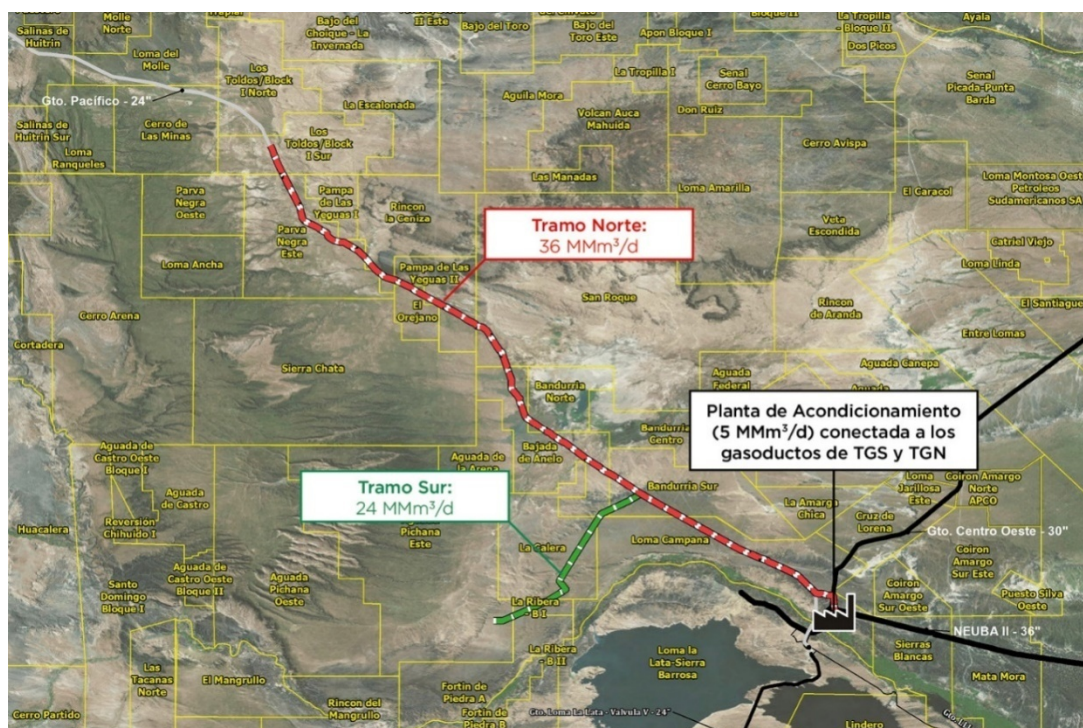 Molle
Norte
Salinas de
Huitrin
Bajo del
Choique - La
Invernada
Bajo del Toro
Bajo del
Toro Este
Apon Bloque I
La Tropilla
- Bloque II
Ayala
Dos Picos
Loma del
Molle
Los
Toldos/Block
I Norte
La Tropilla I
Senal
Cerro Bayo
Senal
Picada-Punta
Barda
Gto. Pacífico - 24"
La Escalonada
Aguila Mora
Volcan Auca
Mahuida
Don Ruiz
Salinas de
Huitrin Sur
Cerro de
Las Minas
Los
Toldos/Block
I Sur
Cerro Avispa
Loma
Ranqueles
Las Manadas
Loma Amarilla
El Caracol
Loma Montosa Oeste
Petroleos
Sudamericanos SA
Parva
Negra
Oeste
Pampa
de Las
Yeguas I
Rincon
la Ceniza
Tramo Norte:
36 MMm³/d
Veta
Escondida
Parva
Negra
Este
Catriel Viejo
Loma Ancha
Pampa de Las
Yeguas II
Loma Linda
El
Orejano
San Roque
Rincon
de Aranda
El Santiagueño
Cerro Arena
Cortadera
Entre Lomas
Sierra Chata
Aguada Canepa
Bandurria
Norte
Aguada
Federal
Aguada
Planta de Acondicionamiento
(5 MMm³/d) conectada a los
gasoductos de TGS y TGN
Bandurria
Centro
Bajada
de Anelo
Aguada de
Castro Oeste
Bloque I
Aguada de
la Arena
Tramo Sur:
24 MMm³/d
Bandurria Sur
Loma
Jarillosa
Este
Coiron Amargo
Norte
APCO
Aguada
de Castro
La Amarga
Chica
Cruz de
Lorena
Huacalera
Reversion
Chihuido I
Pichana
Este
La Calera
Loma Campana
Gto. Centro Oeste - 30"
Coiron
Amargo
Sur Este
Santo
Domingo
Bloque I
Aguada de
Castro Oeste
Bloque II
Aguada
Pichana
Oeste
La Ribera
B I
Coiron
Amargo
Sur Oeste
Puesto Silva
Oeste
NEUBA II - 36"
Sierras
Blancas
La Ribera
- B II
Loma la
Lata-Sierra
Barrosa
Las
Tacanas
Norte
El Mangrullo
Mata Mora
Fortin de
Piedra A
Rincon del
Mangrullo
Cerro Partido
Fortin de
Piedra B
Gto. Loma La Lata - Valvula V - 24"
Lindero